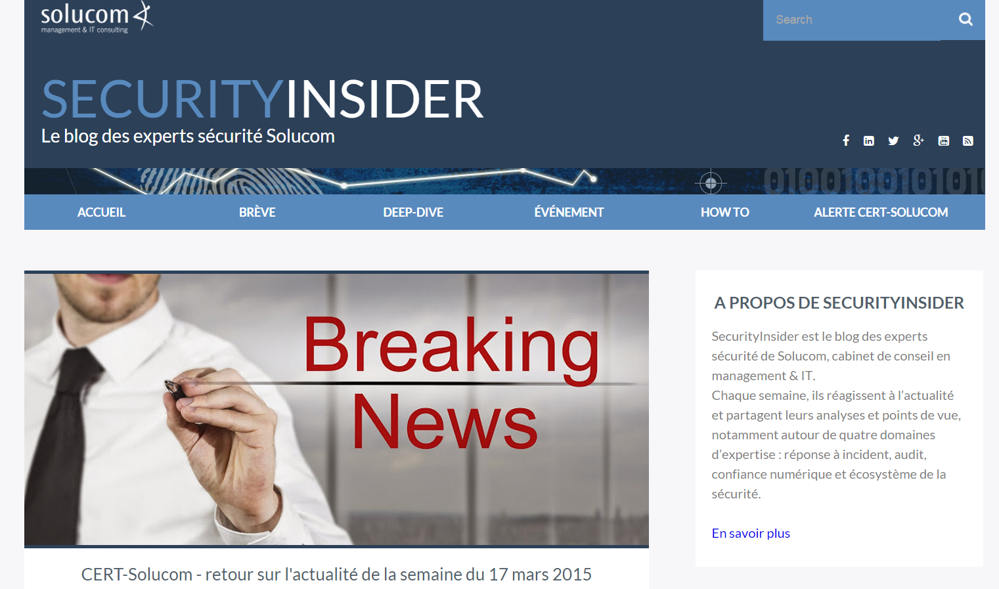 solucom
management & IT consulting
Search
SECURITYINSIDER
Le blog des experts sécurité Solucom
010010010101010
ACCUEIL BRÈVE DEEP-DIVE ÉVÉNEMENT HOW TO ALERTE CERT-SOLUCOM
Breaking
News
CERT-Solucom - retour sur l'actualité de la semaine du 17 mars 2015
A PROPOS DE SECURITYINSIDER
SecurityInsider est le blog des experts
sécurité de Solucom, cabinet de conseil en
management & IT.
Chaque semaine, ils réagissent à l’actualité
et partagent leurs analyses et points de vue,
notamment autour de quatre domaines
d’expertise : réponse à incident, audit,
confiance numérique et écosystème de la
sécurité.
En savoir plus